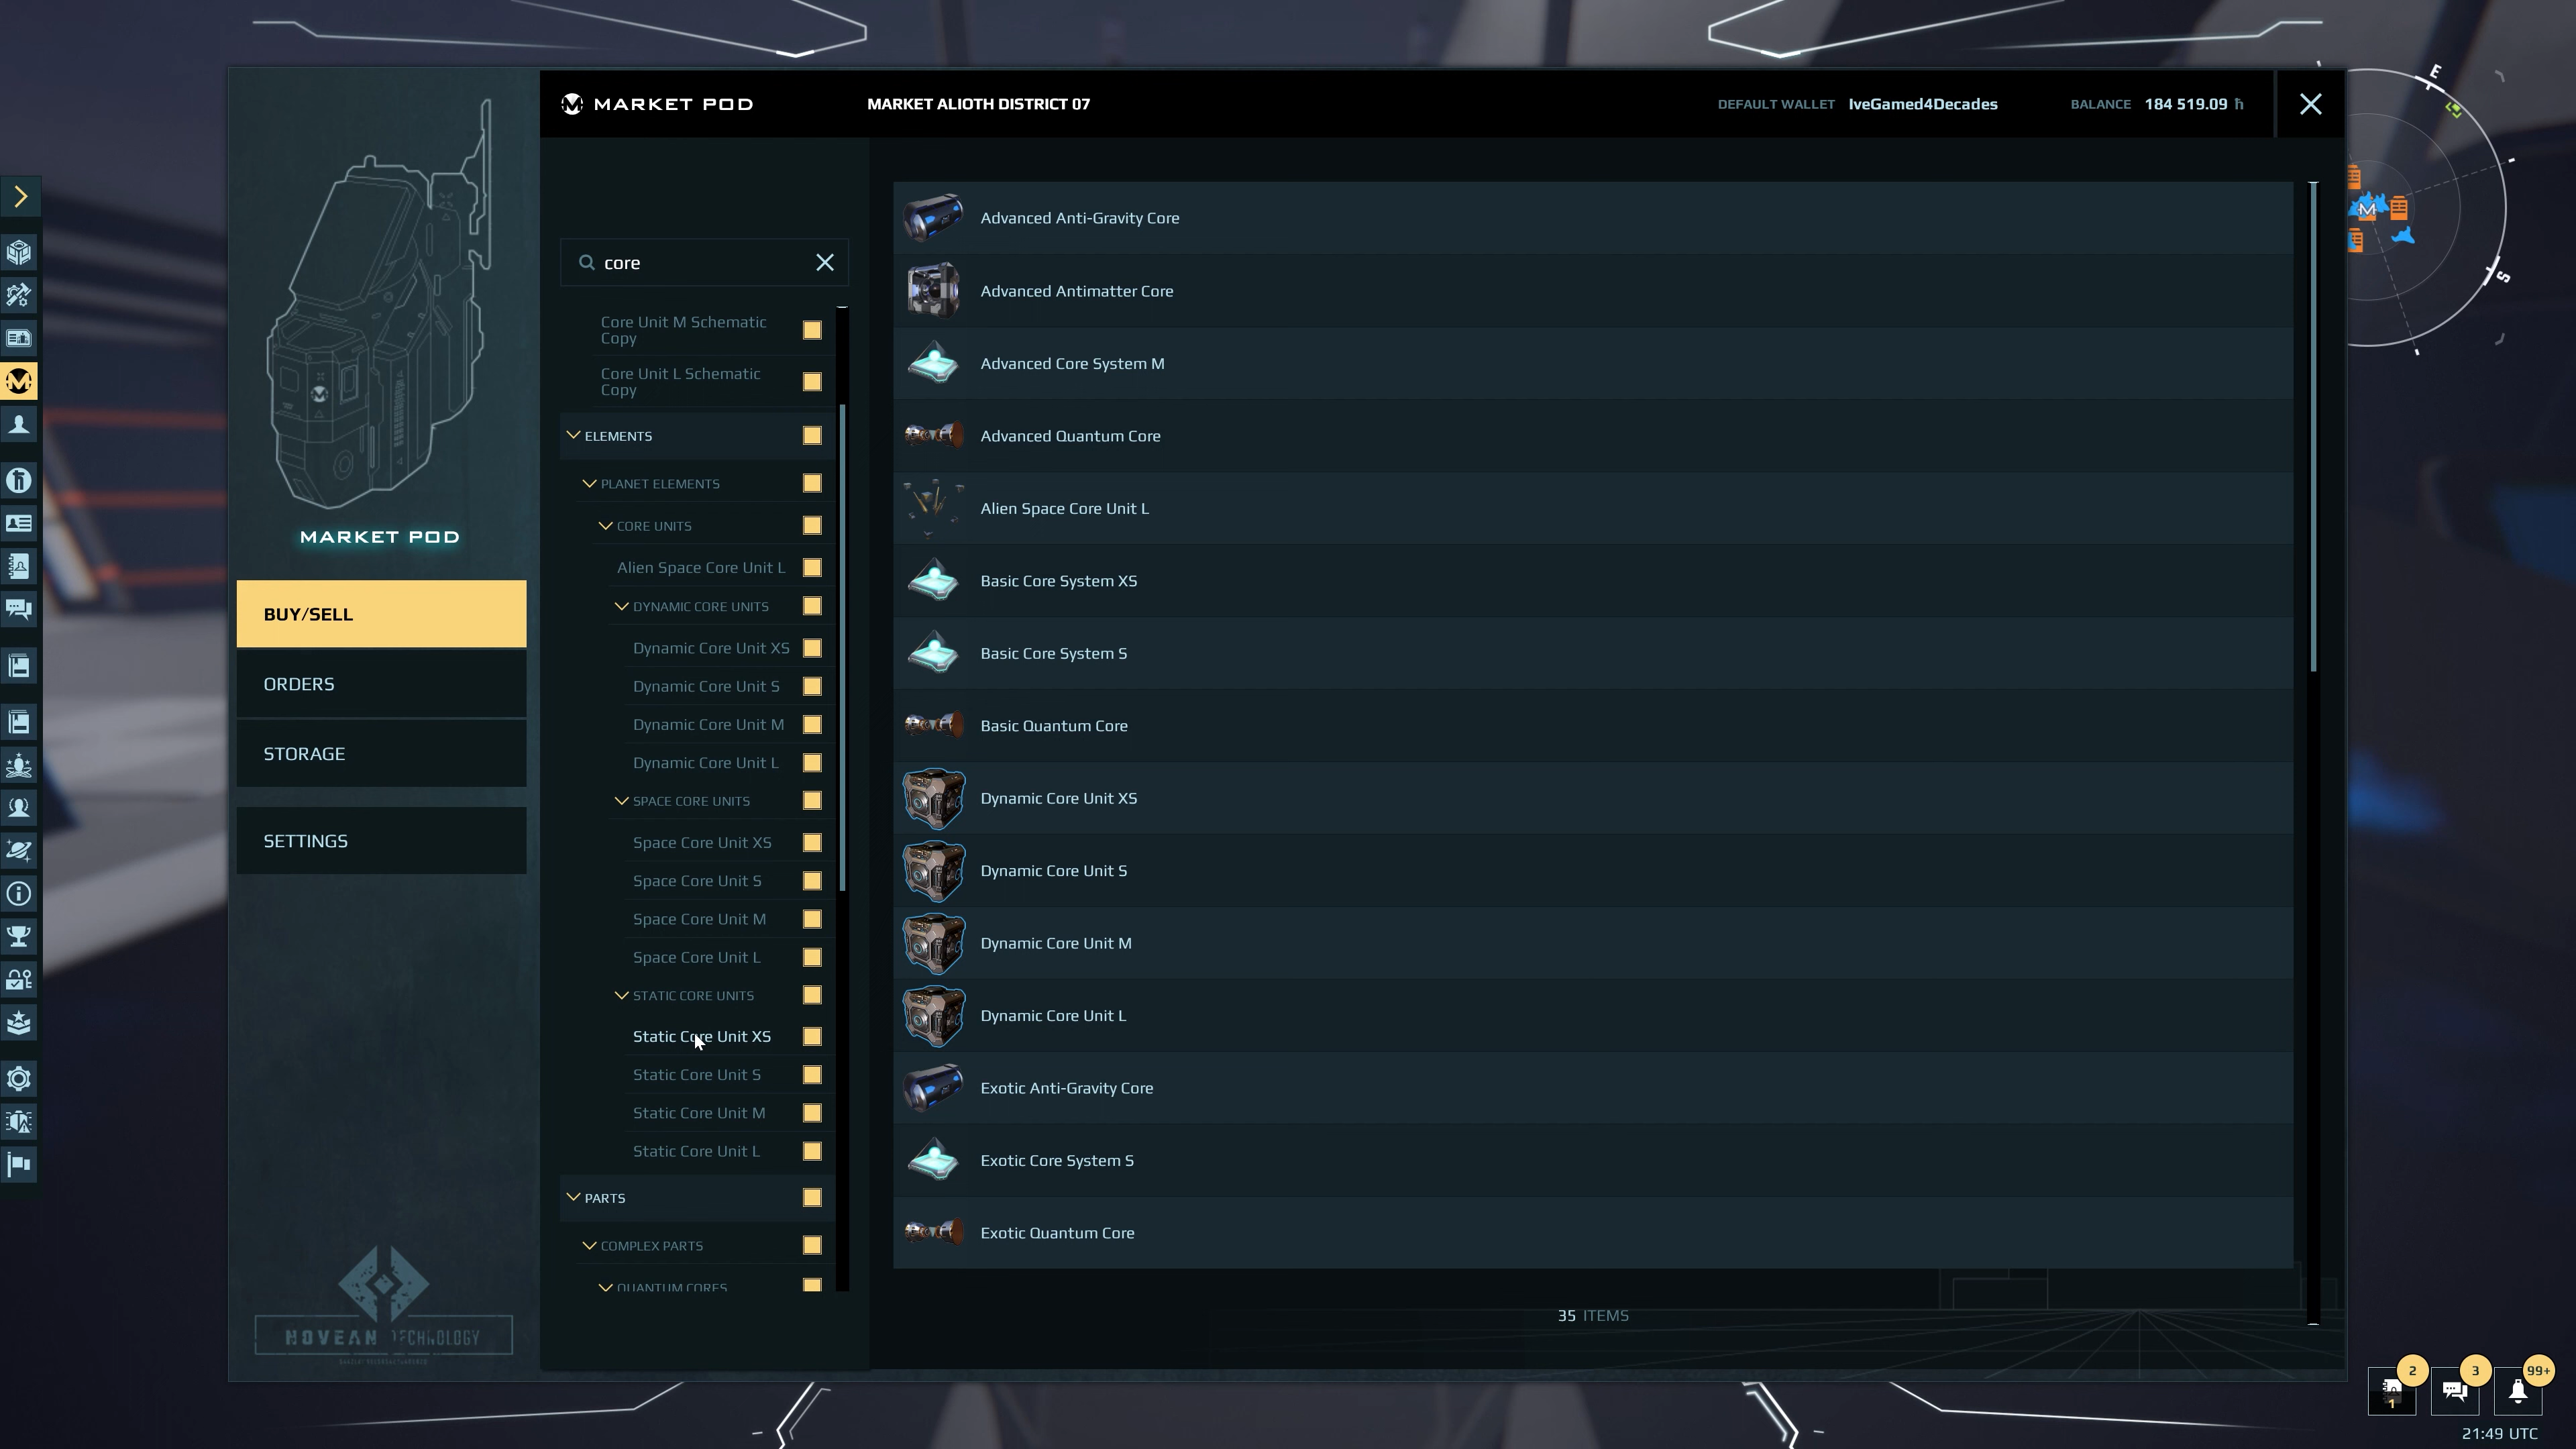 MARKET POD
MARKET ALIOTH DISTRICT 07
DEFAULT WALLET IveGamed4Decades
BALANCE 184 519.09 ħ
E
S
M
MARKET POD
BUY/SELL
ORDERS
STORAGE
SETTINGS
NOVEAN TECHNOLOGY
core
Core Unit M Schematic
Copy
Core Unit L Schematic
Copy
ELEMENTS
PLANET ELEMENTS
CORE UNITS
Alien Space Core Unit L
DYNAMIC CORE UNITS
Dynamic Core Unit XS
Dynamic Core Unit S
Dynamic Core Unit M
Dynamic Core Unit L
SPACE CORE UNITS
Space Core Unit XS
Space Core Unit S
Space Core Unit M
Space Core Unit L
STATIC CORE UNITS
Static Core Unit XS
Static Core Unit S
Static Core Unit M
Static Core Unit L
PARTS
COMPLEX PARTS
QUANTUM CORES
Advanced Anti-Gravity Core
Advanced Antimatter Core
Advanced Core System M
Advanced Quantum Core
Alien Space Core Unit L
Basic Core System XS
Basic Core System S
Basic Quantum Core
Dynamic Core Unit XS
Dynamic Core Unit S
Dynamic Core Unit M
Dynamic Core Unit L
Exotic Anti-Gravity Core
Exotic Core System S
Exotic Quantum Core
35 ITEMS
2
3
99+
1
21:49 UTC